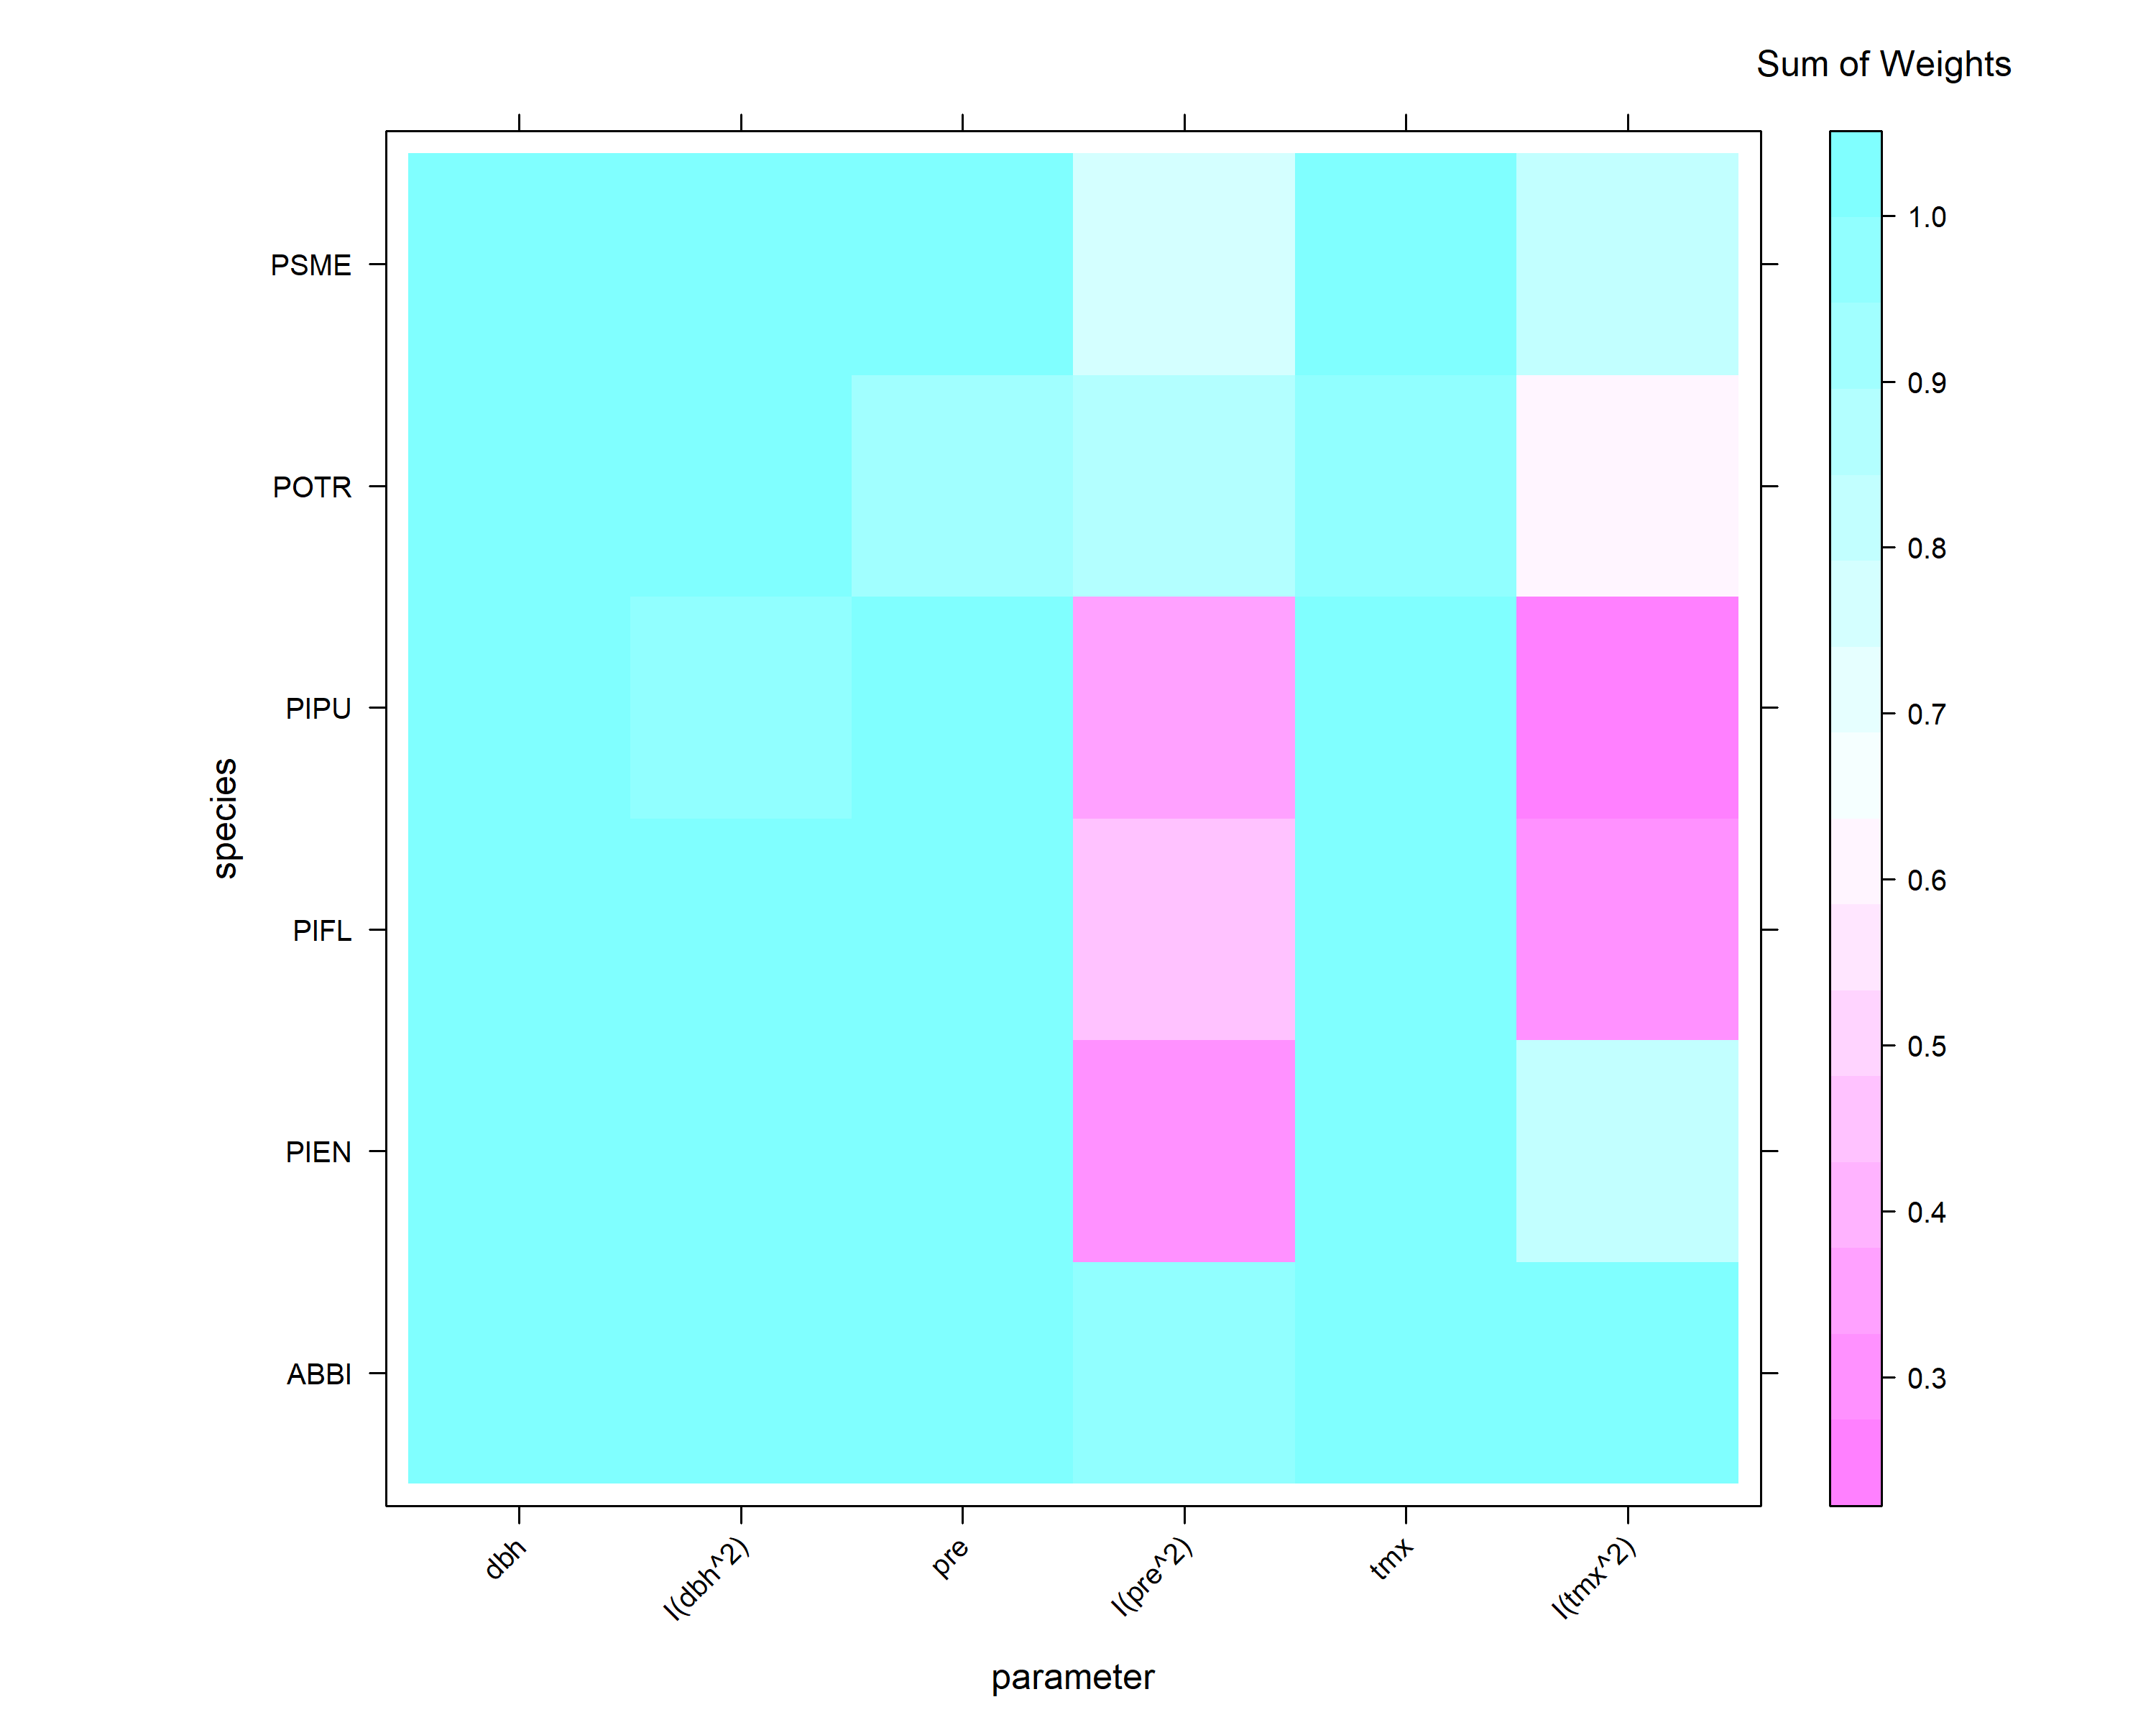 Sum of Weights
PSME
POTR
PIPU
PIFL
PIEN
ABBI
species
1.0
0.9
0.8
0.7
0.6
0.5
0.4
0.3
dbh
I(dbh^2)
pre
I(pre^2)
tmx
I(tmx^2)
parameter